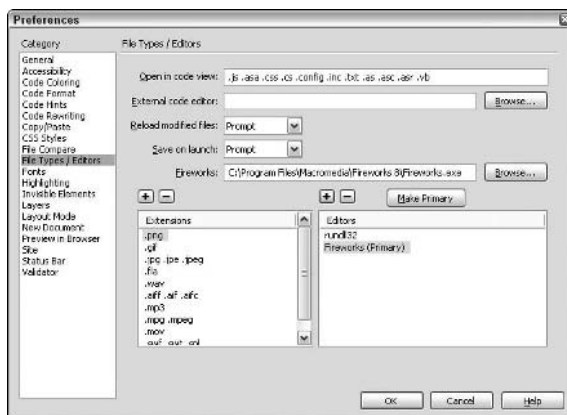 Preferences
Category
General
Accessibility
Code Coloring
Code Format
Code Hints
Code Rewriting
Copy/Paste
CSS Styles
File Compare
File Types / Editors
Fonts
Highlighting
Invisible Elements
Layers
Layout Mode
New Document
Preview in Browser
Site
Status Bar
Validator
File Types / Editors
Open in code view: .js .asa .css .cs .config .inc .txt .as .asc .asr .vb
External code editor: Browse...
Reload modified files: Prompt
Save on launch: Prompt
Fireworks: C:\Program Files\Macromedia\Fireworks 8\Fireworks.exe Browse...
Make Primary
Extensions
.png
.gif
.jpg .jpe .jpeg
.fla
.wav
.aiff .aif .aifc
.mp3
.mpg .mpeg
.mov
Editors
rundll32
Fireworks (Primary)
OK Cancel Help